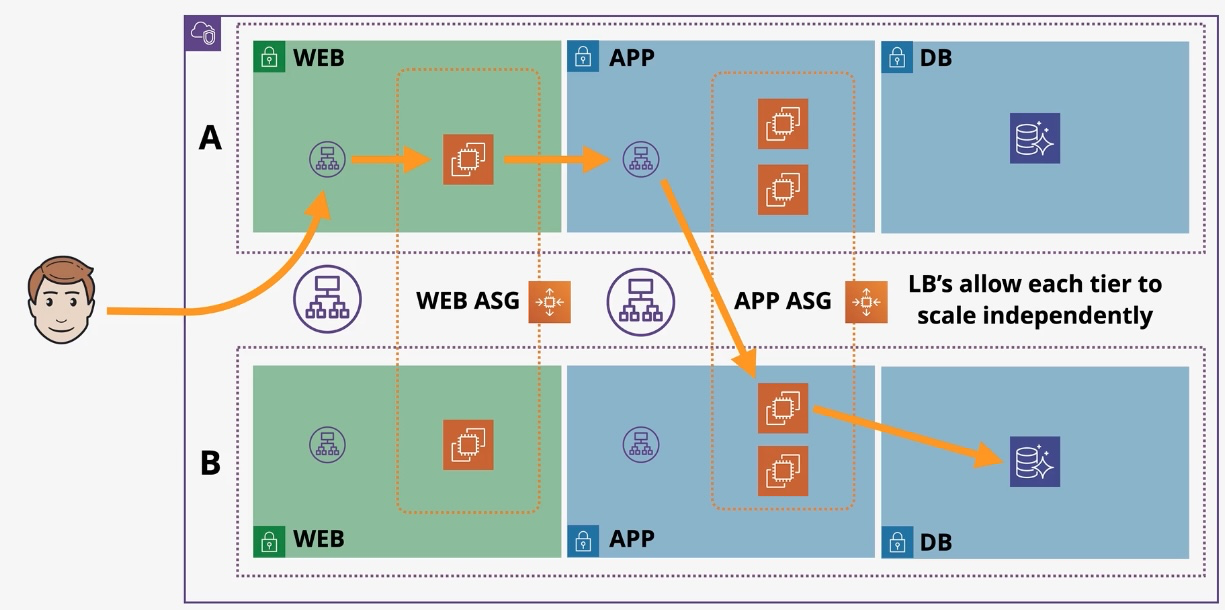 WEB
APP
DB
A
WEB ASG
APP ASG
LB’s allow each tier to
scale independently
B
WEB
APP
DB